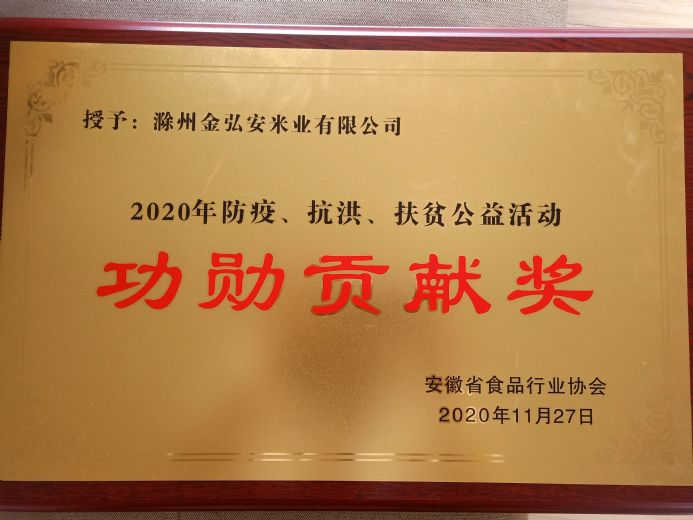 授予：滁州金弘安米业有限公司
2020年防疫、抗洪、扶贫公益活动
功勋贡献奖
安徽省食品行业协会
2020年11月27日